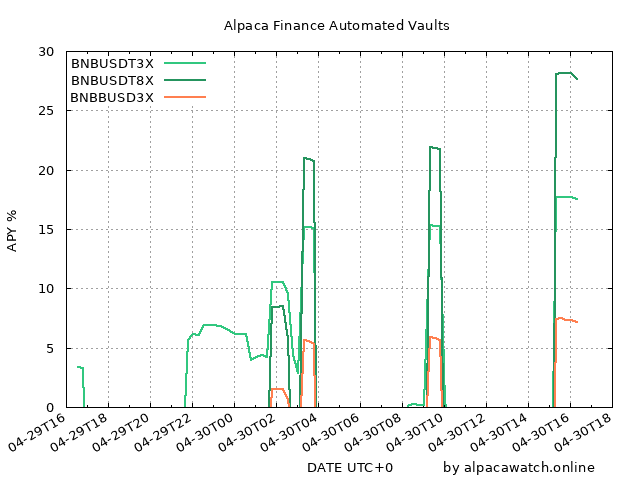 Alpaca Finance Automated Vaults
BNBUSDT3X
BNBUSDT8X
BNBBUSD3X
APY %
30
25
20
15
10
5
0
04-29T16
04-29T18
04-29T20
04-29T22
04-30T00
04-30T02
04-30T04
04-30T06
04-30T08
04-30T10
04-30T12
04-30T14
04-30T16
04-30T18
DATE UTC+0
by alpacawatch.online